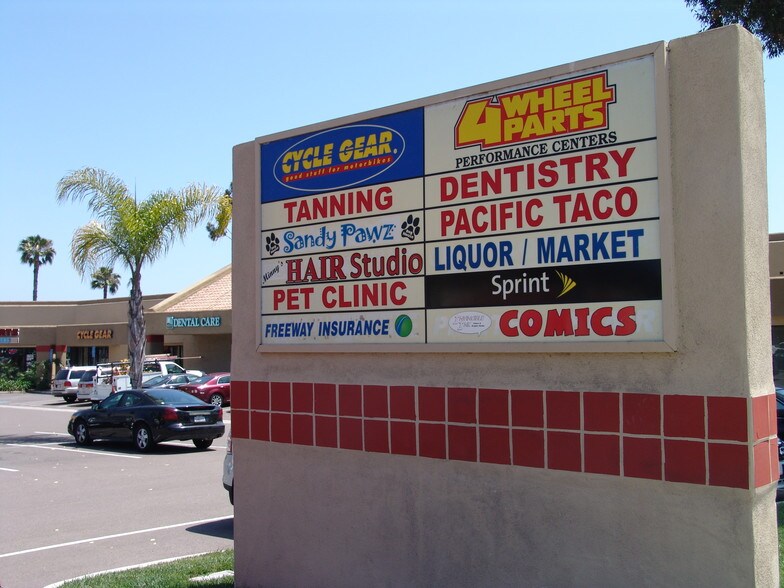 CYCLE GEAR.
good stuff for motorbikes
TANNING
Sandy Pawz
Minny's
HAIR Studio
PET CLINIC
FREEWAY INSURANCE
4 WHEEL
PARTS
PERFORMANCE CENTERS
DENTISTRY
PACIFIC TACO
LIQUOR / MARKET
Sprint
COMICS
CYCLE GEAR
DENTAL CARE